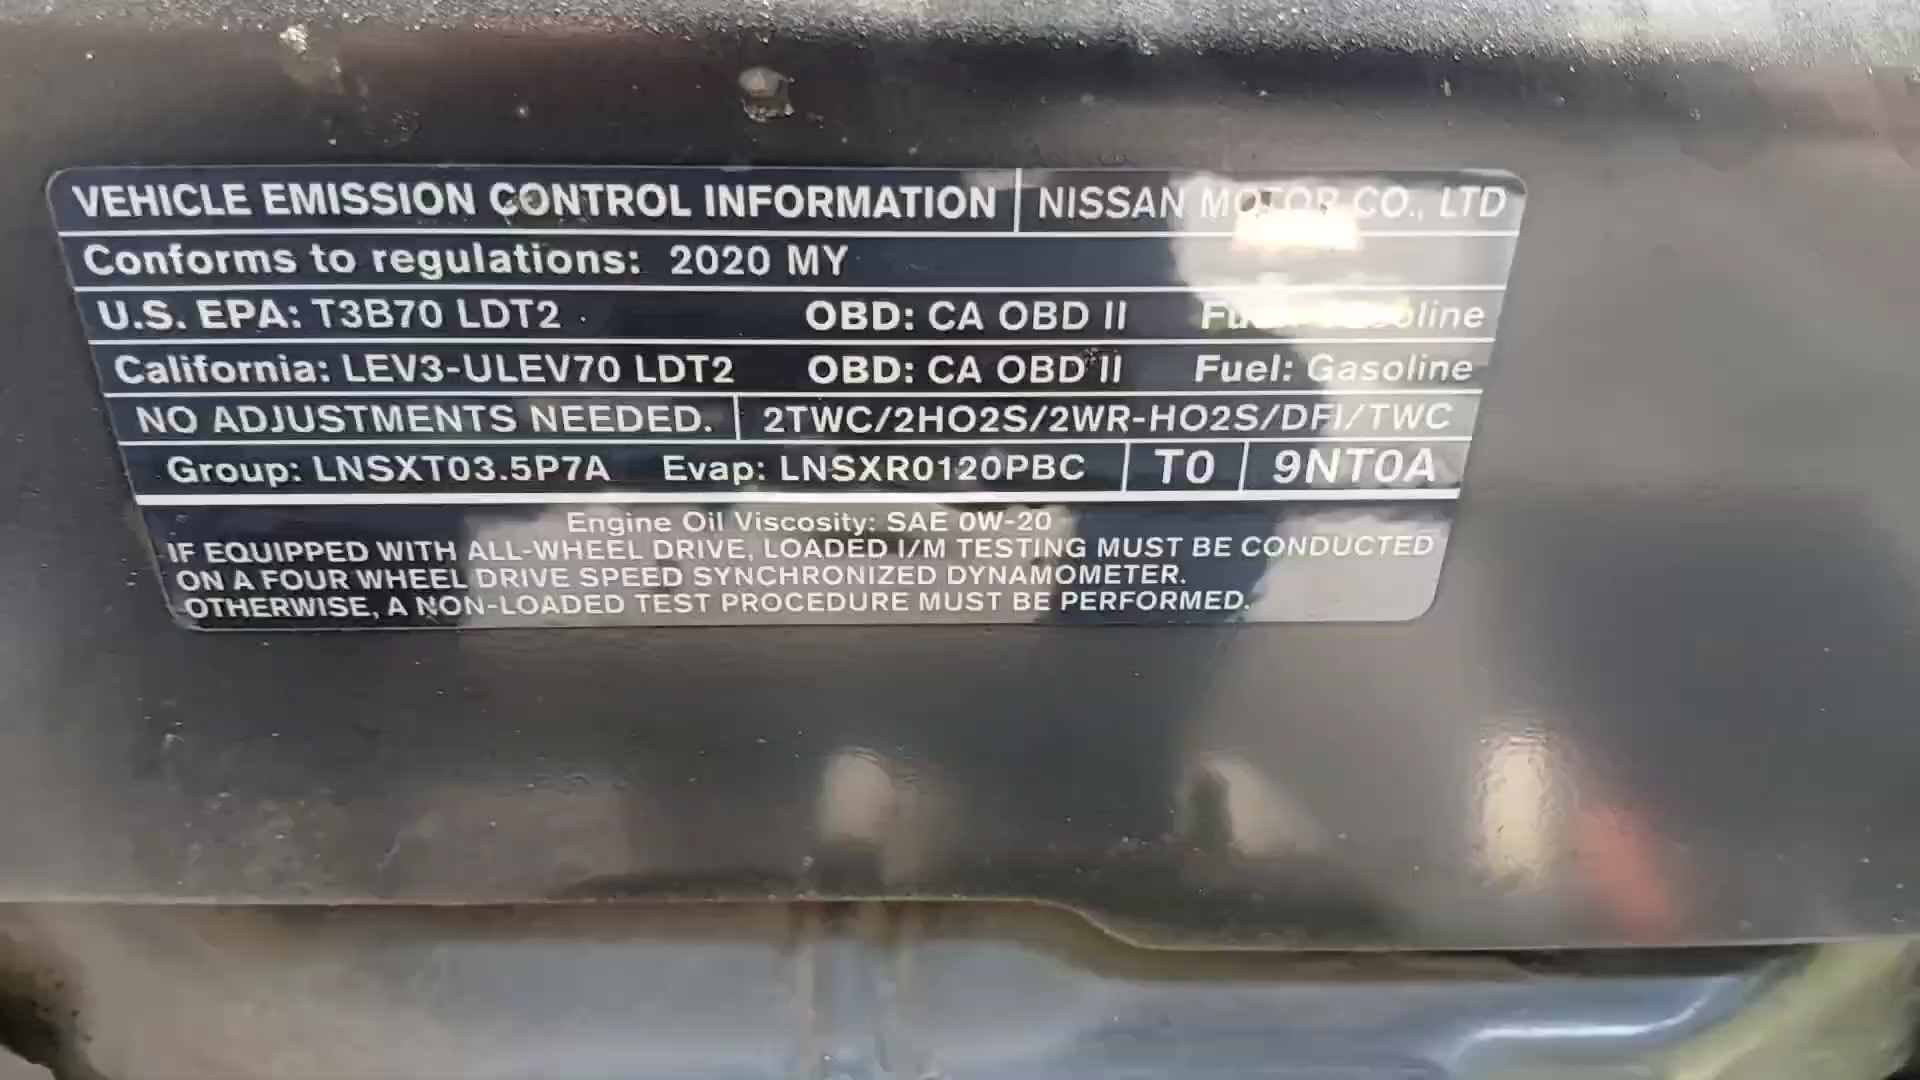 VEHICLE EMISSION CONTROL INFORMATION NISSAN MOTOR CO., LTD
Conforms to regulations: 2020 MY
U.S. EPA: T3B70 LDT2 OBD: CA OBD II Fuel: Gasoline
California: LEV3-ULEV70 LDT2 OBD: CA OBD II Fuel: Gasoline
NO ADJUSTMENTS NEEDED. 2TWC/2HO2S/2WR-HO2S/DFI/TWC
Group: LNSXT03.5P7A Evap: LNSXR0120PBC T0 9NT0A
Engine Oil Viscosity: SAE 0W-20
IF EQUIPPED WITH ALL-WHEEL DRIVE, LOADED I/M TESTING MUST BE CONDUCTED
ON A FOUR WHEEL DRIVE SPEED SYNCHRONIZED DYNAMOMETER.
OTHERWISE, A NON-LOADED TEST PROCEDURE MUST BE PERFORMED.